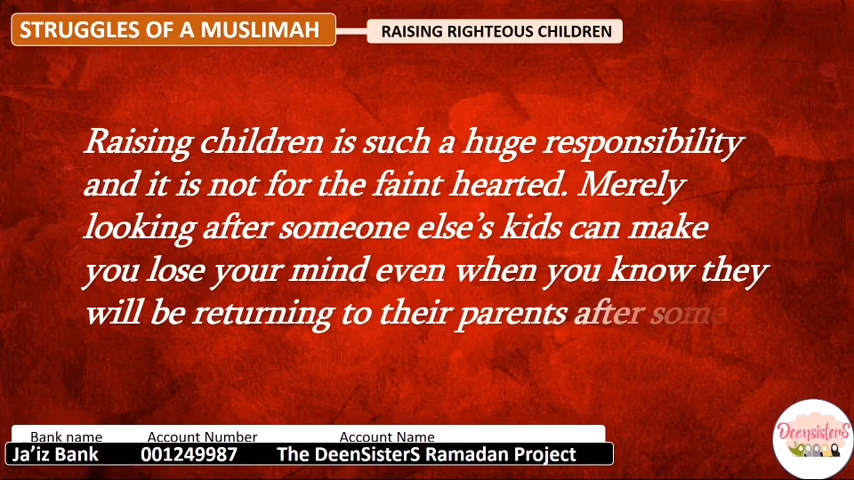 STRUGGLES OF A MUSLIMAH
RAISING RIGHTEOUS CHILDREN
Raising children is such a huge responsibility
and it is not for the faint hearted. Merely
looking after someone else's kids can make
you lose your mind even when you know they
will be returning to their parents after some
Bank name Account Number Account Name
Ja'iz Bank 001249987 The DeenSisterS Ramadan Project
DeensisterS